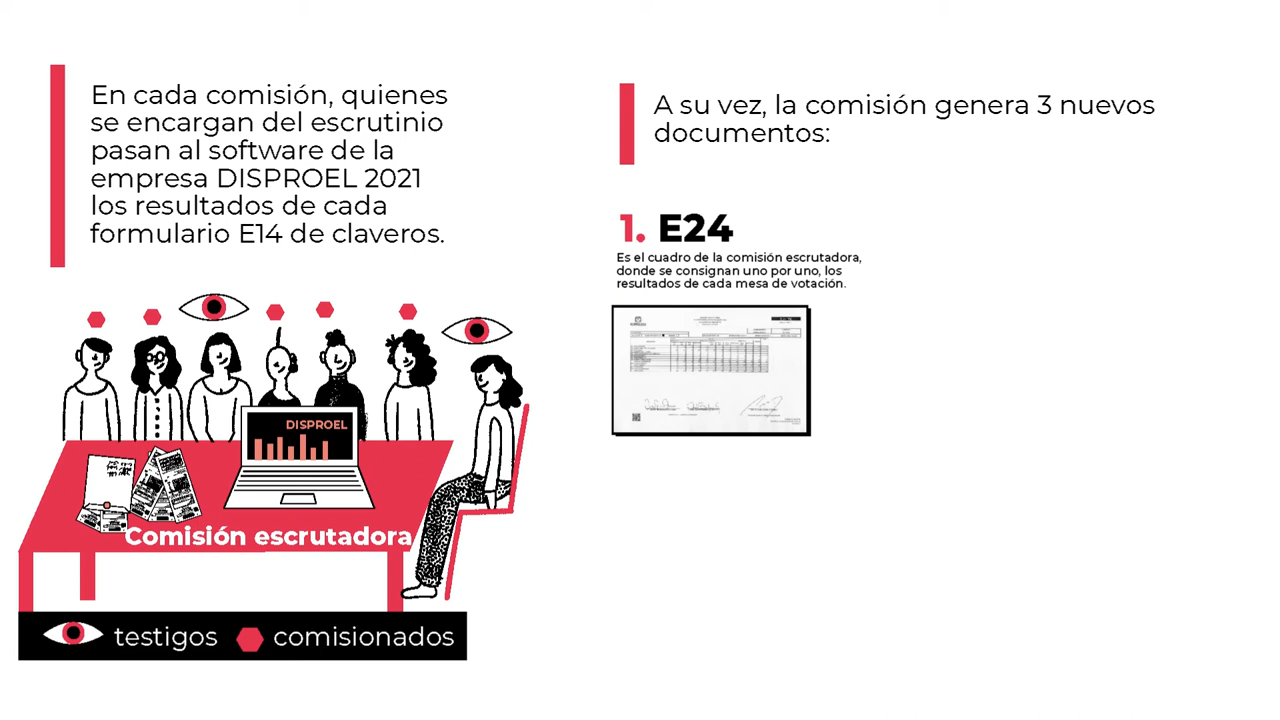 En cada comisión, quienes
se encargan del escrutinio
pasan al software de la
empresa DISPROEL 2021
los resultados de cada
formulario E14 de claveros.
DISPROEL
Comisión escrutadora
testigos comisionados
A su vez, la comisión genera 3 nuevos
documentos:
1. E24
Es el cuadro de la comisión escrutadora,
donde se consignan uno por uno, los
resultados de cada mesa de votación.